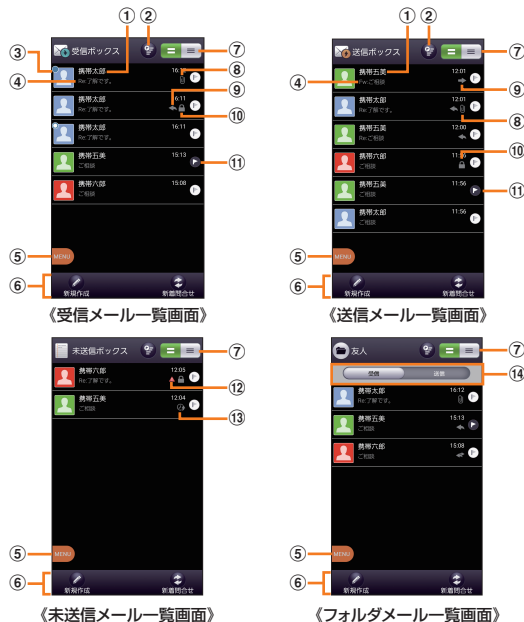 ① ②
受信ボックス
⑦
③
携帯太郎 16:12
⑧
④
Re:了解です。
⑨
携帯太郎 16:11
Re:了解です。
⑩
携帯太郎 16:11
携帯五美 15:13
ご相談
⑪
携帯六郎 15:08
ご相談
⑤
MENU
⑥
新規作成 新着問合せ
《受信メール一覧画面》
① ②
送信ボックス
⑦
携帯五美 12:01
④
Fw:ご相談
⑨
携帯太郎 12:01
Re:了解です。
⑧
携帯五美 12:00
Re:ご相談
⑩
携帯六郎
ご相談
携帯五美 11:56
ご相談
⑪
携帯太郎 11:56
ご相談
⑤
MENU
⑥
新規作成 新着問合せ
《送信メール一覧画面》
未送信ボックス
⑦
携帯六郎 12:05
Re:了解です。
⑫
携帯五美 12:04
ご相談
⑬
⑤
MENU
⑥
新規作成 新着問合せ
《未送信メール一覧画面》
友人
⑦
受信 送信
⑭
携帯太郎 16:12
Re:了解です。
携帯五美 15:13
ご相談
携帯六郎 15:08
ご相談
⑤
MENU
⑥
新規作成 新着問合せ
《フォルダメール一覧画面》